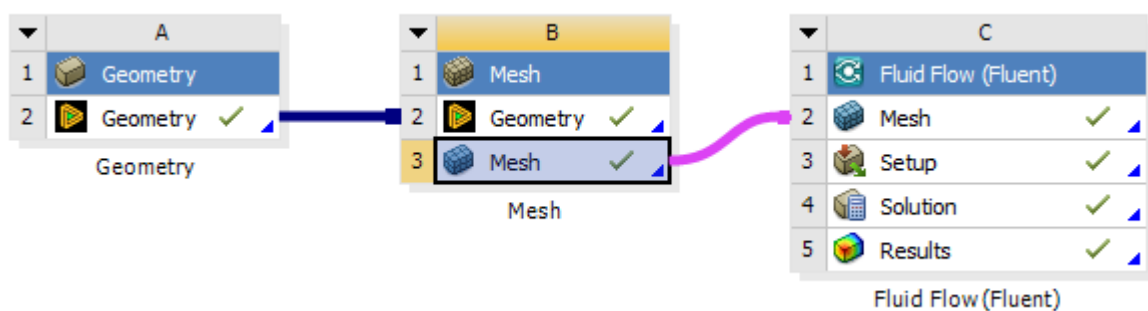 A
1 Geometry
2 Geometry
Geometry
B
1 Mesh
2 Geometry
3 Mesh
Mesh
C
1 Fluid Flow (Fluent)
2 Mesh
3 Setup
4 Solution
5 Results
Fluid Flow (Fluent)